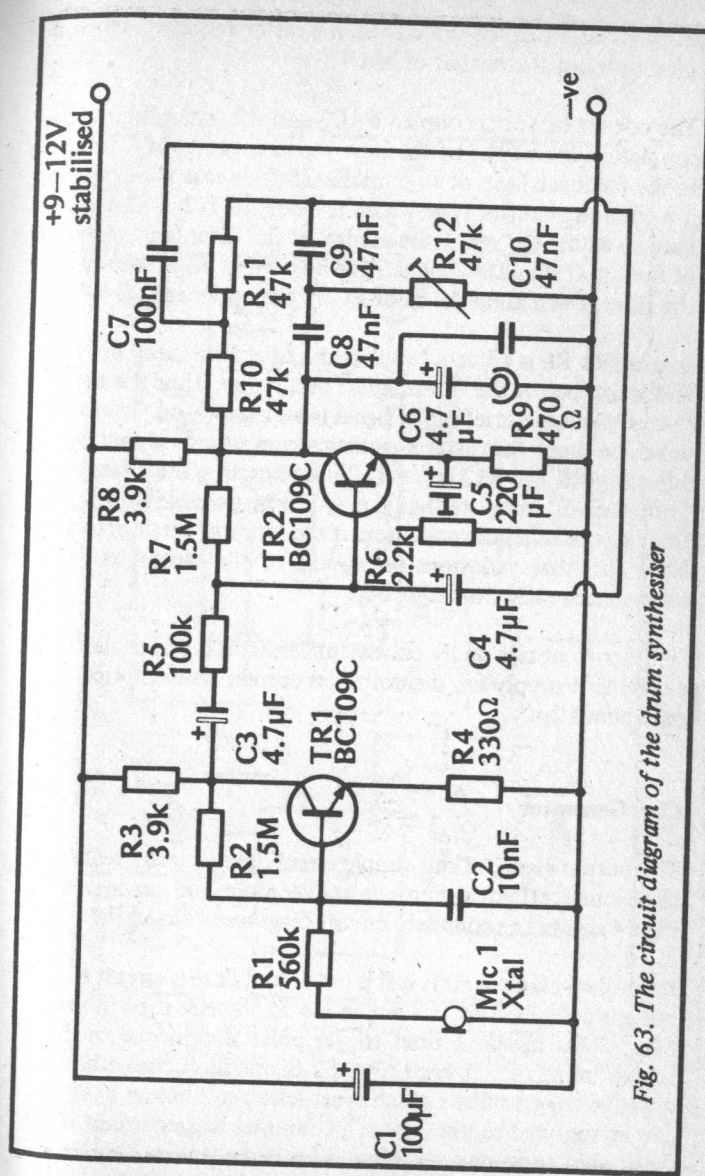 +9–12V
stabilised
C7
100nF
R8
3.9k
R11
47k
R10
47k
C9
47nF
R7
1.5M
C8
47nF
R12
47k
TR2
BC109C
C10
47nF
R5
100k
C6
4.7
µF
R9
470
Ω
–ve
R6
2.2k
C5
220
µF
R3
3.9k
C3
4.7µF
C4
4.7µF
TR1
BC109C
R2
1.5M
R4
330Ω
R1
560k
C2
10nF
Mic 1
Xtal
C1
100µF
+
+
+
+
+
Fig. 63. The circuit diagram of the drum synthesiser